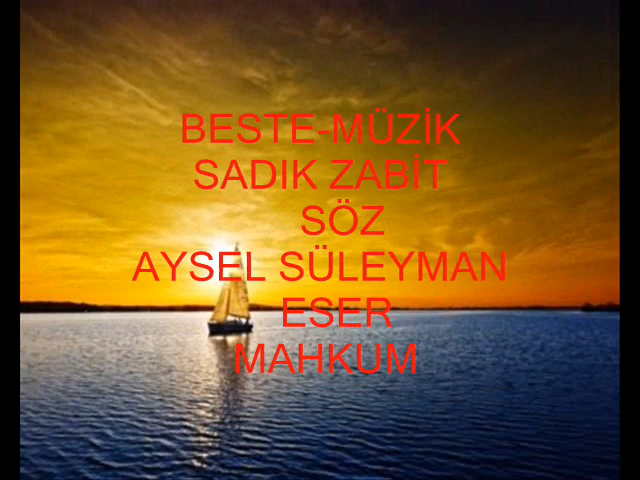 BESTE-MÜZİK
SADIK ZABİT
SÖZ
AYSEL SÜLEYMAN
ESER
MAHKUM